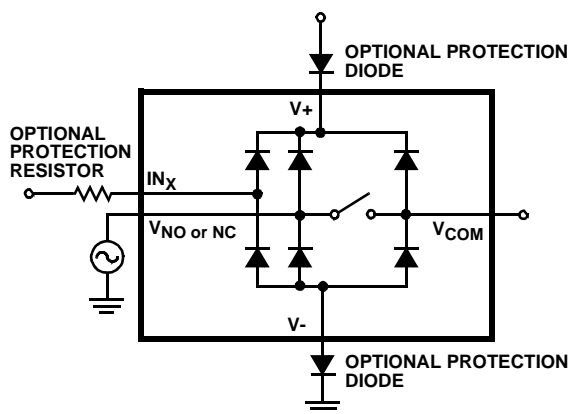 OPTIONAL PROTECTION
DIODE
V+
OPTIONAL
PROTECTION
RESISTOR
INX
VNO or NC
VCOM
V-
OPTIONAL PROTECTION
DIODE